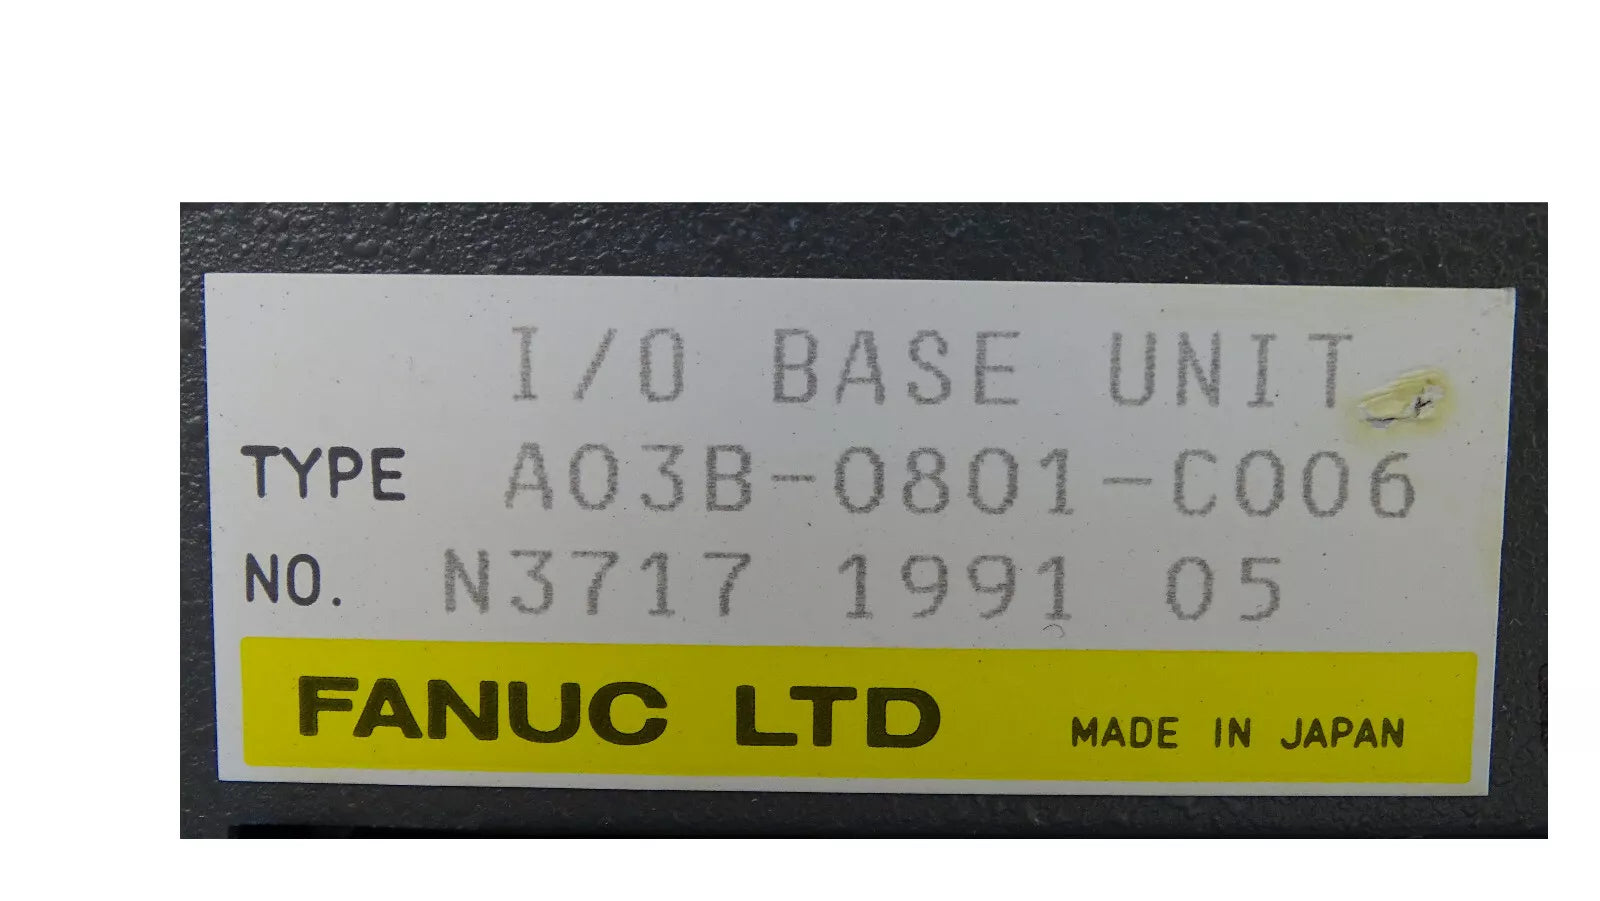 I/O BASE UNIT
TYPE A03B-0801-C006
NO. N3717 1991 05
FANUC LTD MADE IN JAPAN